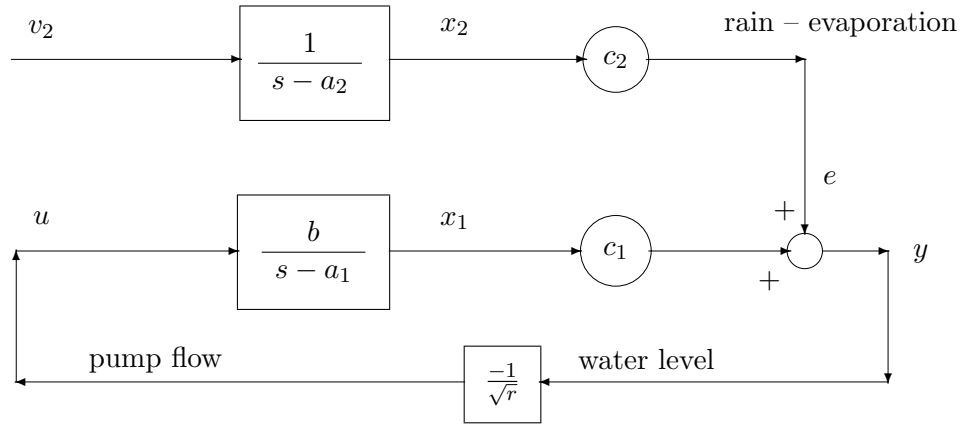 v₂
1
s − a₂
x₂
c₂
rain – evaporation
e
u
b
s − a₁
x₁
c₁
+
+
y
pump flow
−1
√r
water level